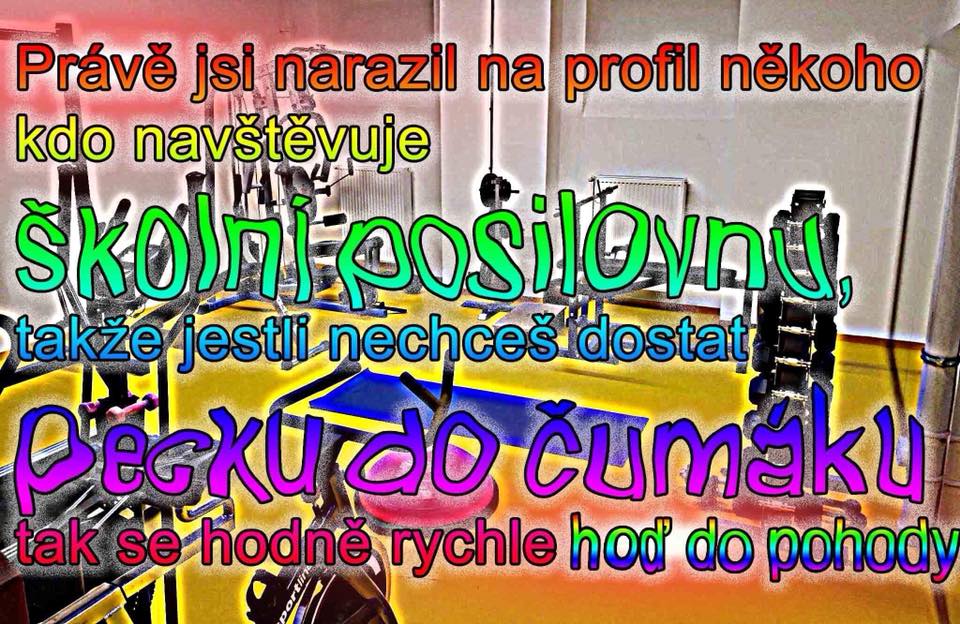 Právě jsi narazil na profil někoho
kdo navštěvuje
školní posilovnu,
takže jestli nechceš dostat
pecku do čumáku
tak se hodně rychle hoď do pohody
sportline